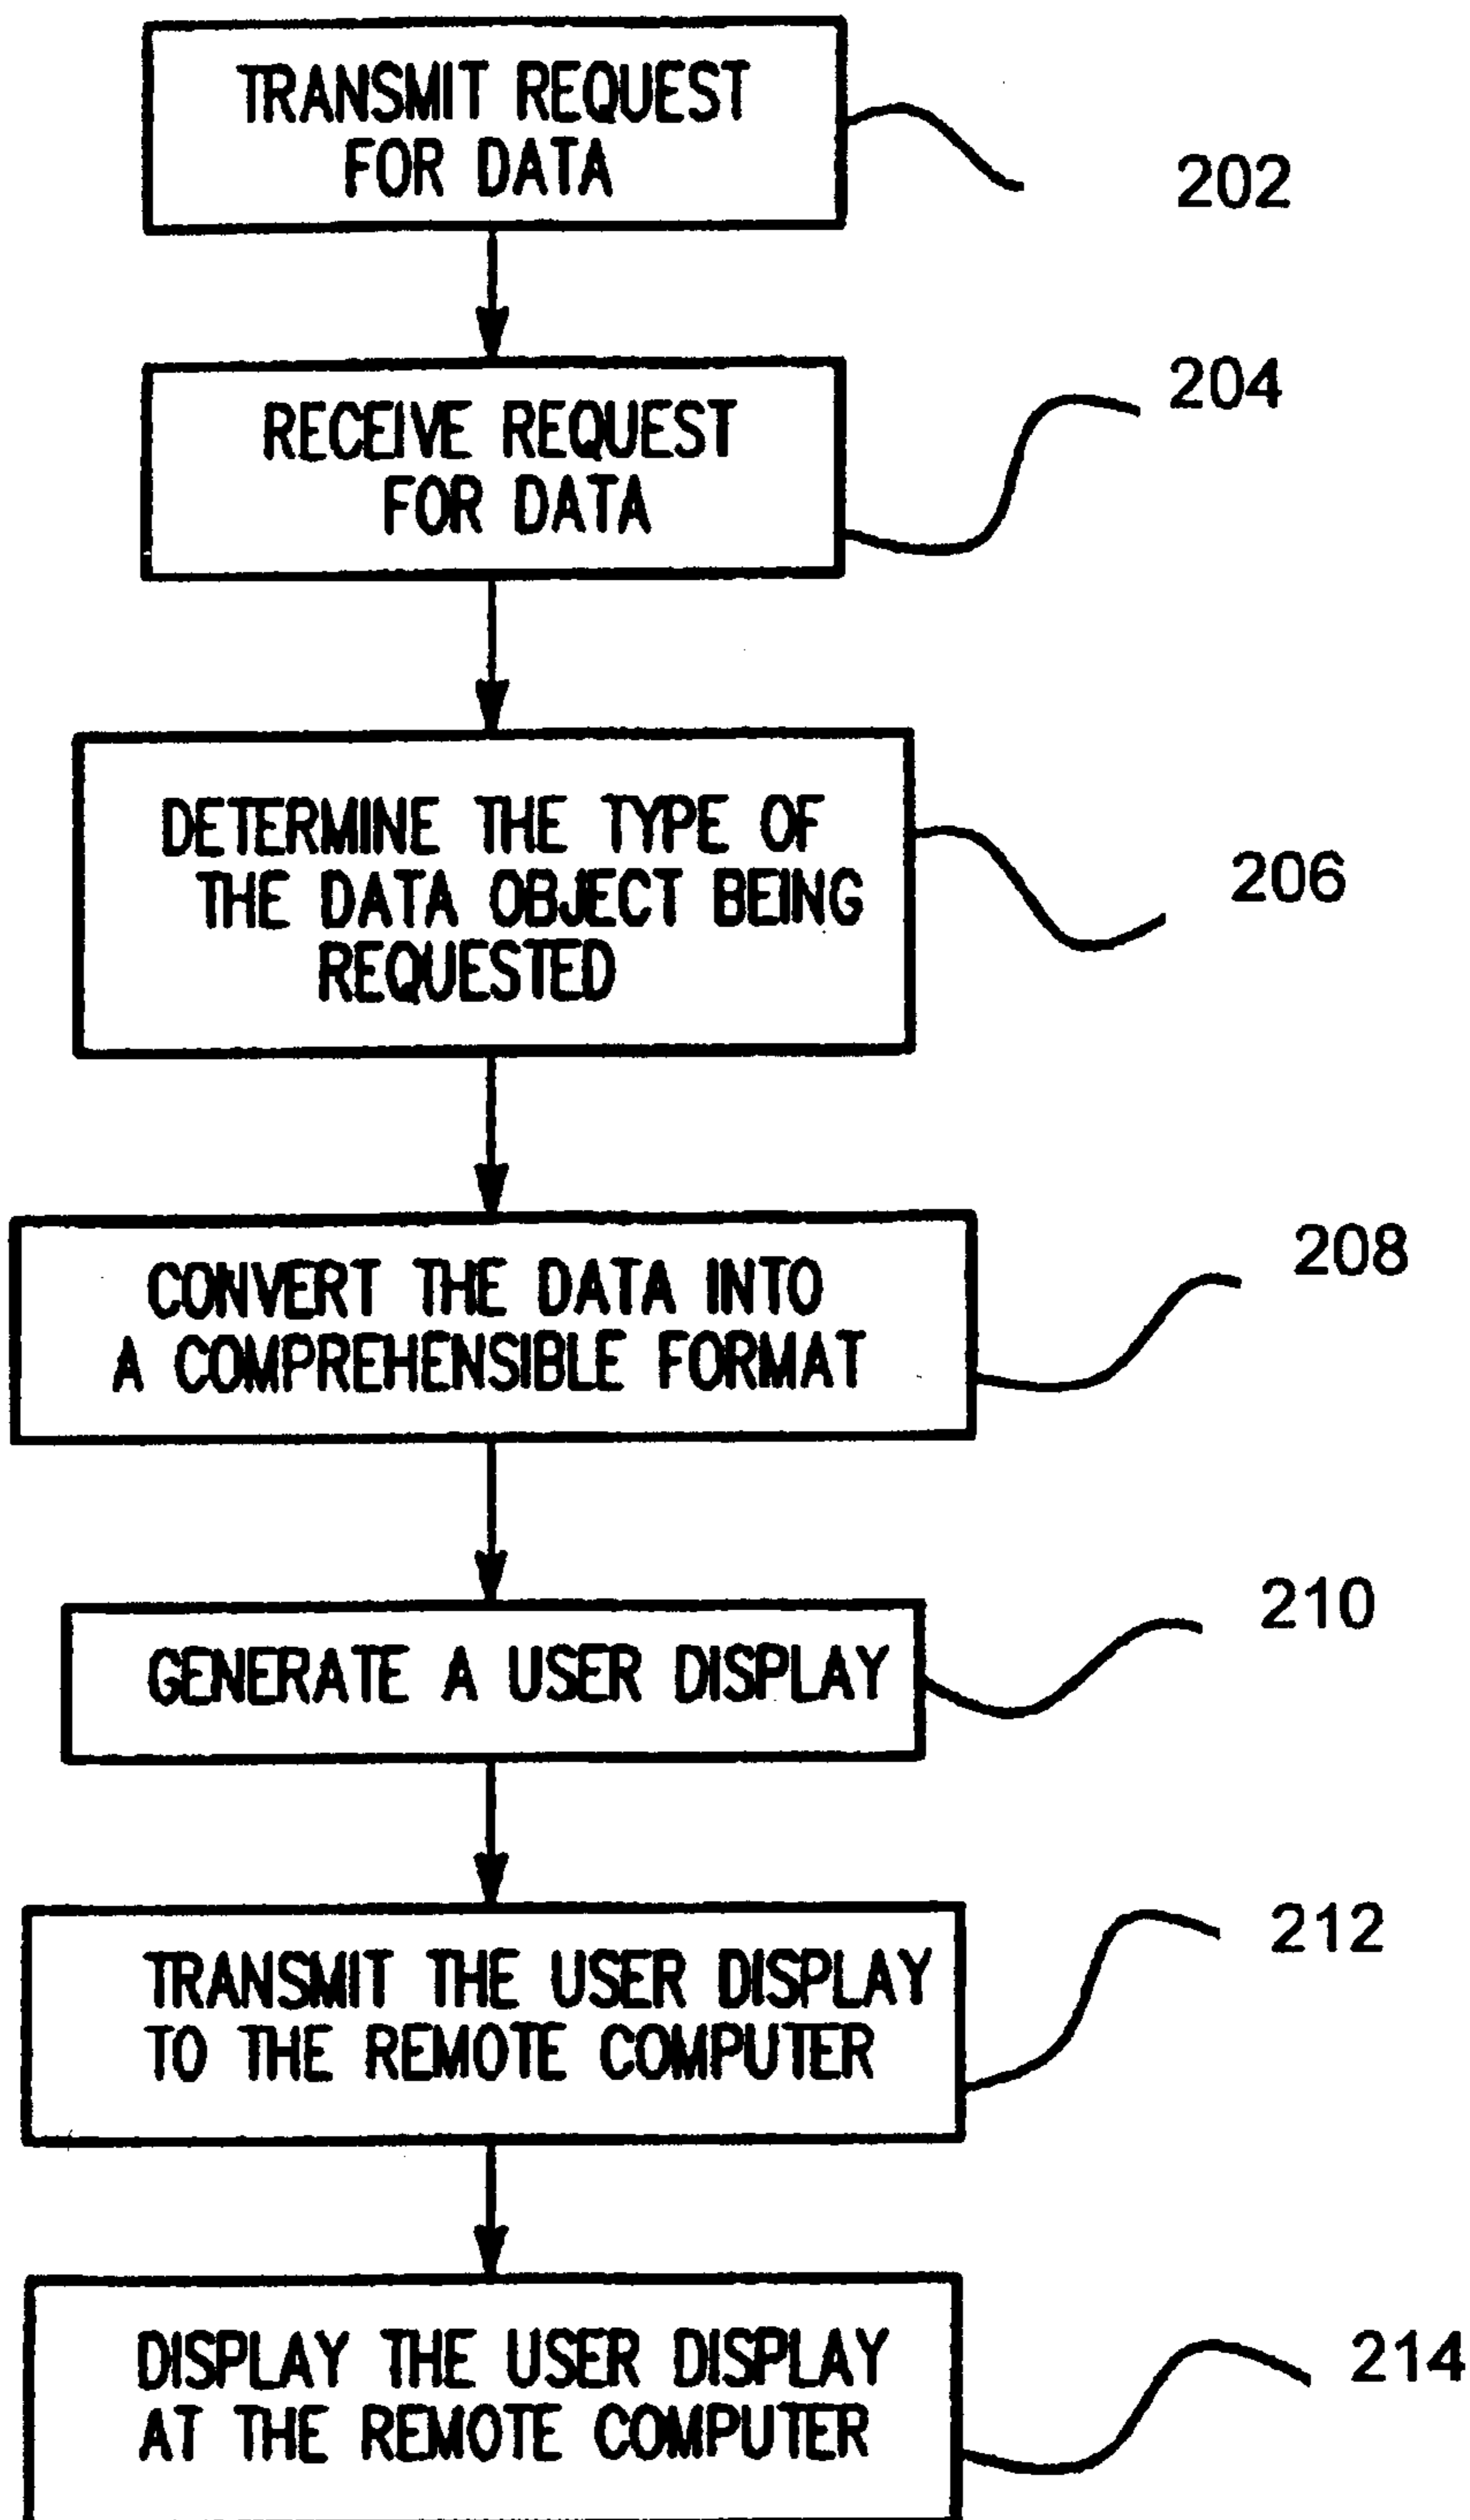 TRANSMIT REQUEST
FOR DATA
202
RECEIVE REQUEST
FOR DATA
204
DETERMINE THE TYPE OF
THE DATA OBJECT BEING
REQUESTED
206
CONVERT THE DATA INTO
A COMPREHENSIBLE FORMAT
208
GENERATE A USER DISPLAY
210
TRANSMIT THE USER DISPLAY
TO THE REMOTE COMPUTER
212
DISPLAY THE USER DISPLAY
AT THE REMOTE COMPUTER
214